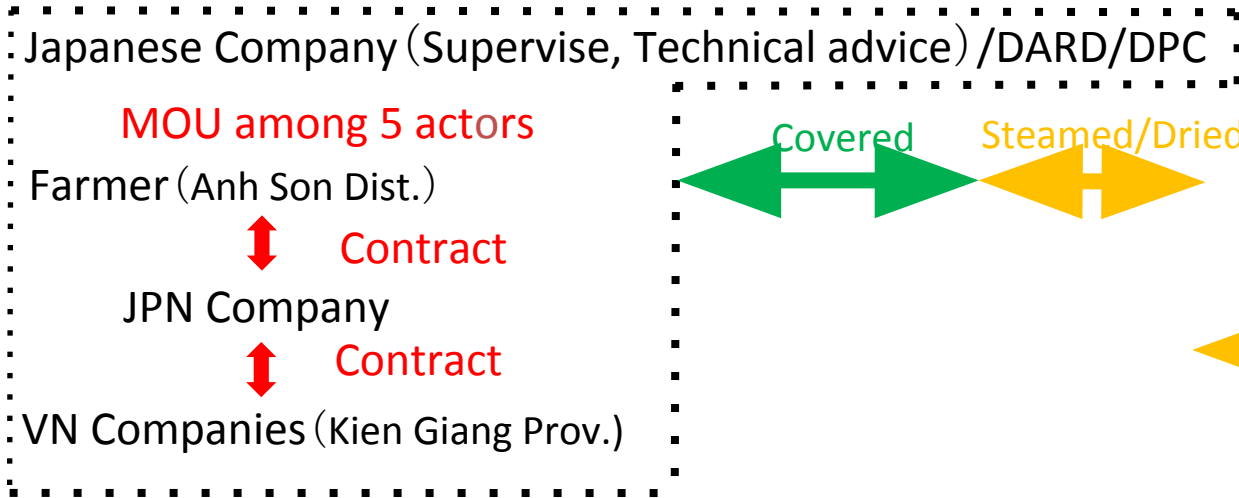 Japanese Company（Supervise, Technical advice）/DARD/DPC
MOU among 5 actors
Covered
Steamed/Dried
Farmer（Anh Son Dist.）
Contract
JPN Company
Contract
VN Companies（Kien Giang Prov.)